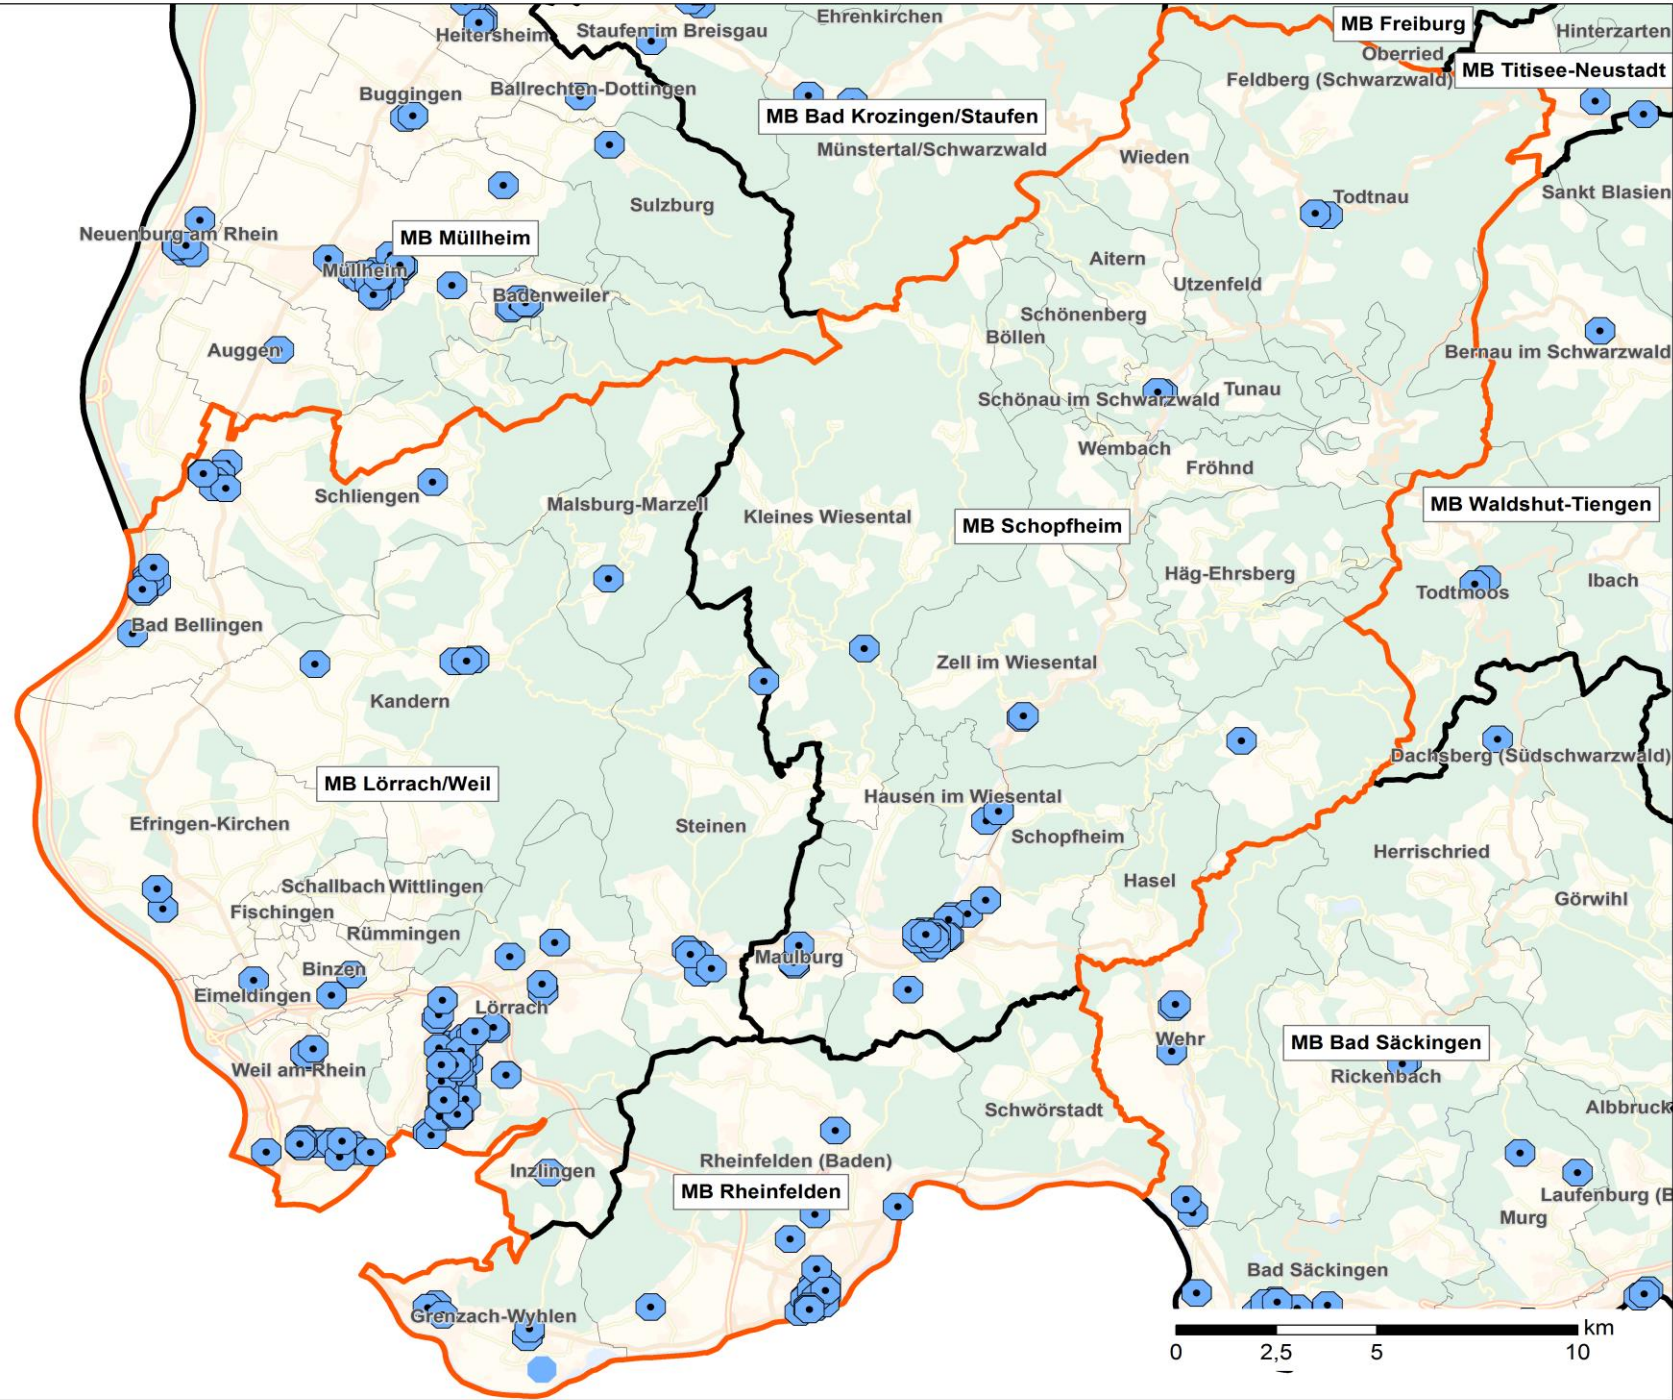 Ehrenkirchen
MB Freiburg
Hinterzarten
Heitersheim
Staufen im Breisgau
Oberried
MB Titisee-Neustadt
Feldberg (Schwarzwald)
Buggingen
Ballrechten-Dottingen
MB Bad Krozingen/Staufen
Münstertal/Schwarzwald
Wieden
Todtnau
Sankt Blasien
Sulzburg
Neuenburg am Rhein
MB Müllheim
Müllheim
Aitern
Utzenfeld
Badenweiler
Schönenberg
Böllen
Auggen
Bernau im Schwarzwald
Schönau im Schwarzwald
Tunau
Wembach
Fröhnd
Schliengen
Malsburg-Marzell
Kleines Wiesental
MB Schopfheim
MB Waldshut-Tiengen
Häg-Ehrsberg
Todtmoos
Ibach
Bad Bellingen
Zell im Wiesental
Kandern
Dachsberg (Südschwarzwald)
MB Lörrach/Weil
Hausen im Wiesental
Efringen-Kirchen
Steinen
Schopfheim
Herrischried
Schallbach
Wittlingen
Hasel
Görwihl
Fischingen
Rümmingen
Maulburg
Binzen
Eimeldingen
Lörrach
Wehr
MB Bad Säckingen
Weil am Rhein
Rickenbach
Schwörstadt
Albbruck
Inzlingen
Rheinfelden (Baden)
MB Rheinfelden
Laufenburg (B
Murg
Bad Säckingen
Grenzach-Wyhlen
km
0 2,5 5 10